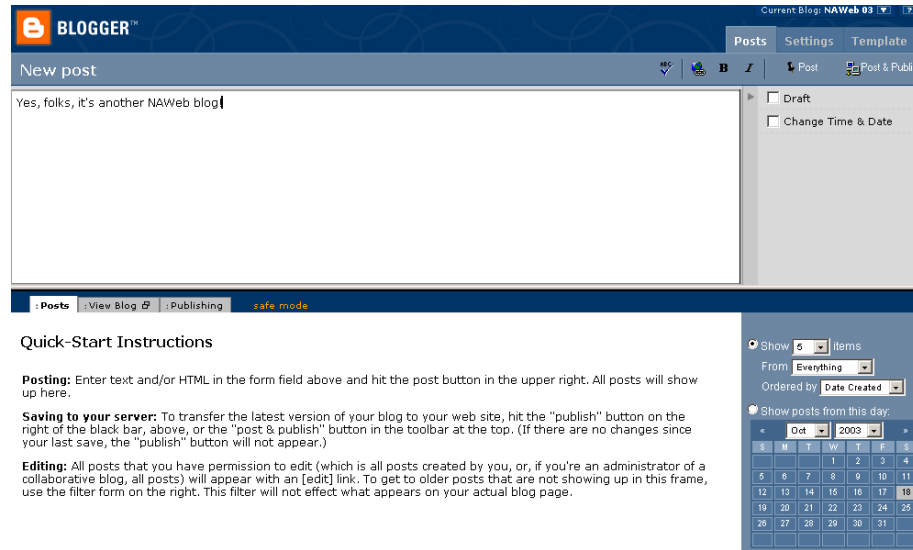 Current Blog: NAWeb 03 ?
BLOGGER™
Posts Settings Template
New post
ABC B I Post Post & Publi
Yes, folks, it's another NAWeb blog!
Draft
Change Time & Date
:Posts :View Blog :Publishing safe mode
Quick-Start Instructions
Posting: Enter text and/or HTML in the form field above and hit the post button in the upper right. All posts will show
up here.
Saving to your server: To transfer the latest version of your blog to your web site, hit the "publish" button on the
right of the black bar, above, or the "post & publish" button in the toolbar at the top. (If there are no changes since
your last save, the "publish" button will not appear.)
Editing: All posts that you have permission to edit (which is all posts created by you, or, if you're an administrator of a
collaborative blog, all posts) will appear with an [edit] link. To get to older posts that are not showing up in this frame,
use the filter form on the right. This filter will not effect what appears on your actual blog page.
Show 5 items
From Everything
Ordered by Date Created
Show posts from this day:
« Oct 2003 »
S M T W T F S
1 2 3 4
5 6 7 8 9 10 11
12 13 14 15 16 17 18
19 20 21 22 23 24 25
26 27 28 29 30 31